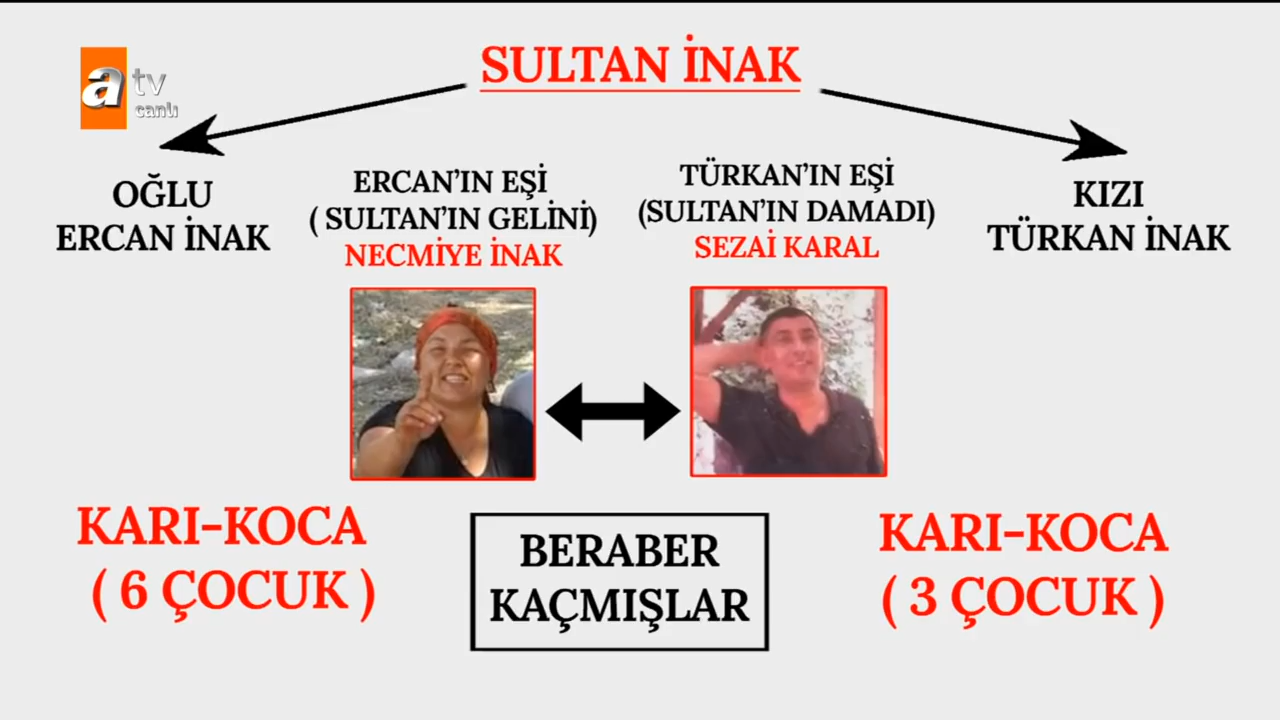 a tv
canlı
SULTAN İNAK
OĞLU
ERCAN İNAK
ERCAN'IN EŞİ
( SULTAN'IN GELİNİ)
NECMİYE İNAK
TÜRKAN'IN EŞİ
(SULTAN'IN DAMADI)
SEZAİ KARAL
KIZI
TÜRKAN İNAK
KARI-KOCA
( 6 ÇOCUK )
BERABER
KAÇMIŞLAR
KARI-KOCA
( 3 ÇOCUK )